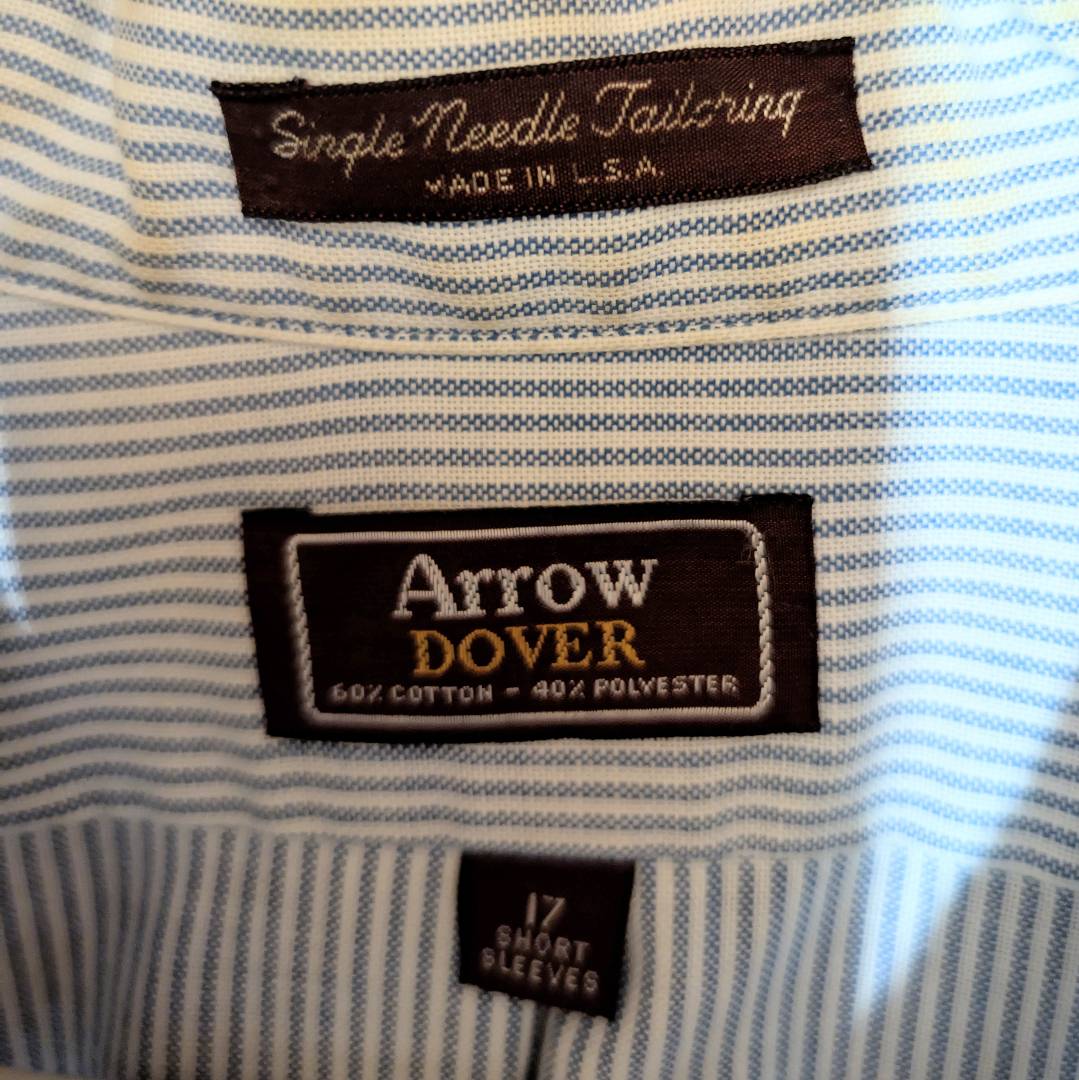 Single Needle Tailoring
MADE IN U.S.A.
Arrow
DOVER
60% COTTON - 40% POLYESTER
17
SHORT
SLEEVES